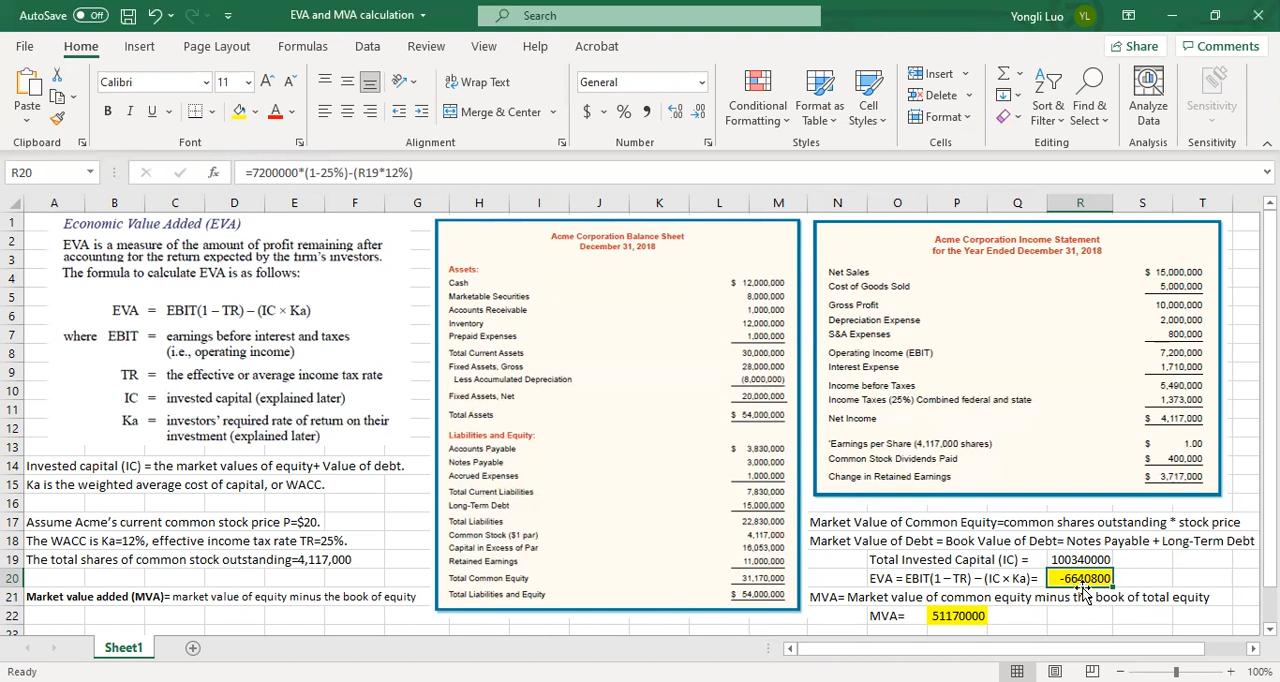 AutoSave Off EVA and MVA calculation Search Yongli Luo YL
File Home Insert Page Layout Formulas Data Review View Help Acrobat Share Comments
Calibri 11 Wrap Text General Insert
Paste Merge & Center Conditional Formatting Format as Table Cell Styles Delete Sort & Filter Find & Select Analyze Data Sensitivity
Format
Clipboard Font Alignment Number Styles Cells Editing Analysis Sensitivity
R20 fx =7200000*(1-25%)-(R19*12%)
A B C D E F G H I J K L M N O P Q R S T
1
2
3
4
5
6
7
8
9
10
11
12
13
14
15
16
17
18
19
20
21
22
23
Economic Value Added (EVA)
EVA is a measure of the amount of profit remaining after
accounting for the return expected by the firm's investors.
The formula to calculate EVA is as follows:
EVA = EBIT(1 – TR) – (IC × Ka)
where EBIT = earnings before interest and taxes
(i.e., operating income)
TR = the effective or average income tax rate
IC = invested capital (explained later)
Ka = investors' required rate of return on their
investment (explained later)
Invested capital (IC) = the market values of equity+ Value of debt.
Ka is the weighted average cost of capital, or WACC.
Assume Acme's current common stock price P=$20.
The WACC is Ka=12%, effective income tax rate TR=25%.
The total shares of common stock outstanding=4,117,000
Market value added (MVA)= market value of equity minus the book of equity
Acme Corporation Balance Sheet
December 31, 2018
Assets:
Cash $ 12,000,000
Marketable Securities 8,000,000
Accounts Receivable 1,000,000
Inventory 12,000,000
Prepaid Expenses 1,000,000
Total Current Assets 30,000,000
Fixed Assets, Gross 28,000,000
Less Accumulated Depreciation (8,000,000)
Fixed Assets, Net 20,000,000
Total Assets $ 54,000,000
Liabilities and Equity:
Accounts Payable $ 3,830,000
Notes Payable 3,000,000
Accrued Expenses 1,000,000
Total Current Liabilities 7,830,000
Long-Term Debt 15,000,000
Total Liabilities 22,830,000
Common Stock ($1 par) 4,117,000
Capital in Excess of Par 16,053,000
Retained Earnings 11,000,000
Total Common Equity 31,170,000
Total Liabilities and Equity $ 54,000,000
Acme Corporation Income Statement
for the Year Ended December 31, 2018
Net Sales $ 15,000,000
Cost of Goods Sold 5,000,000
Gross Profit 10,000,000
Depreciation Expense 2,000,000
S&A Expenses 800,000
Operating Income (EBIT) 7,200,000
Interest Expense 1,710,000
Income before Taxes 5,490,000
Income Taxes (25%) Combined federal and state 1,373,000
Net Income $ 4,117,000
'Earnings per Share (4,117,000 shares) $ 1.00
Common Stock Dividends Paid $ 400,000
Change in Retained Earnings $ 3,717,000
Market Value of Common Equity=common shares outstanding * stock price
Market Value of Debt = Book Value of Debt= Notes Payable + Long-Term Debt
Total Invested Capital (IC) = 100340000
EVA = EBIT(1 – TR) – (IC × Ka)= -6640800
MVA= Market value of common equity minus the book of total equity
MVA= 51170000
Sheet1
Ready 100%